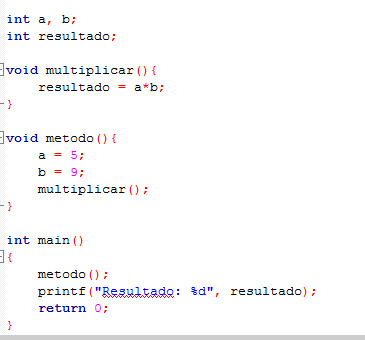 int a, b;
int resultado;
void multiplicar(){
resultado = a*b;
}
void metodo(){
a = 5;
b = 9;
multiplicar();
}
int main()
{
metodo();
printf("Resultado: %d", resultado);
return 0;
}